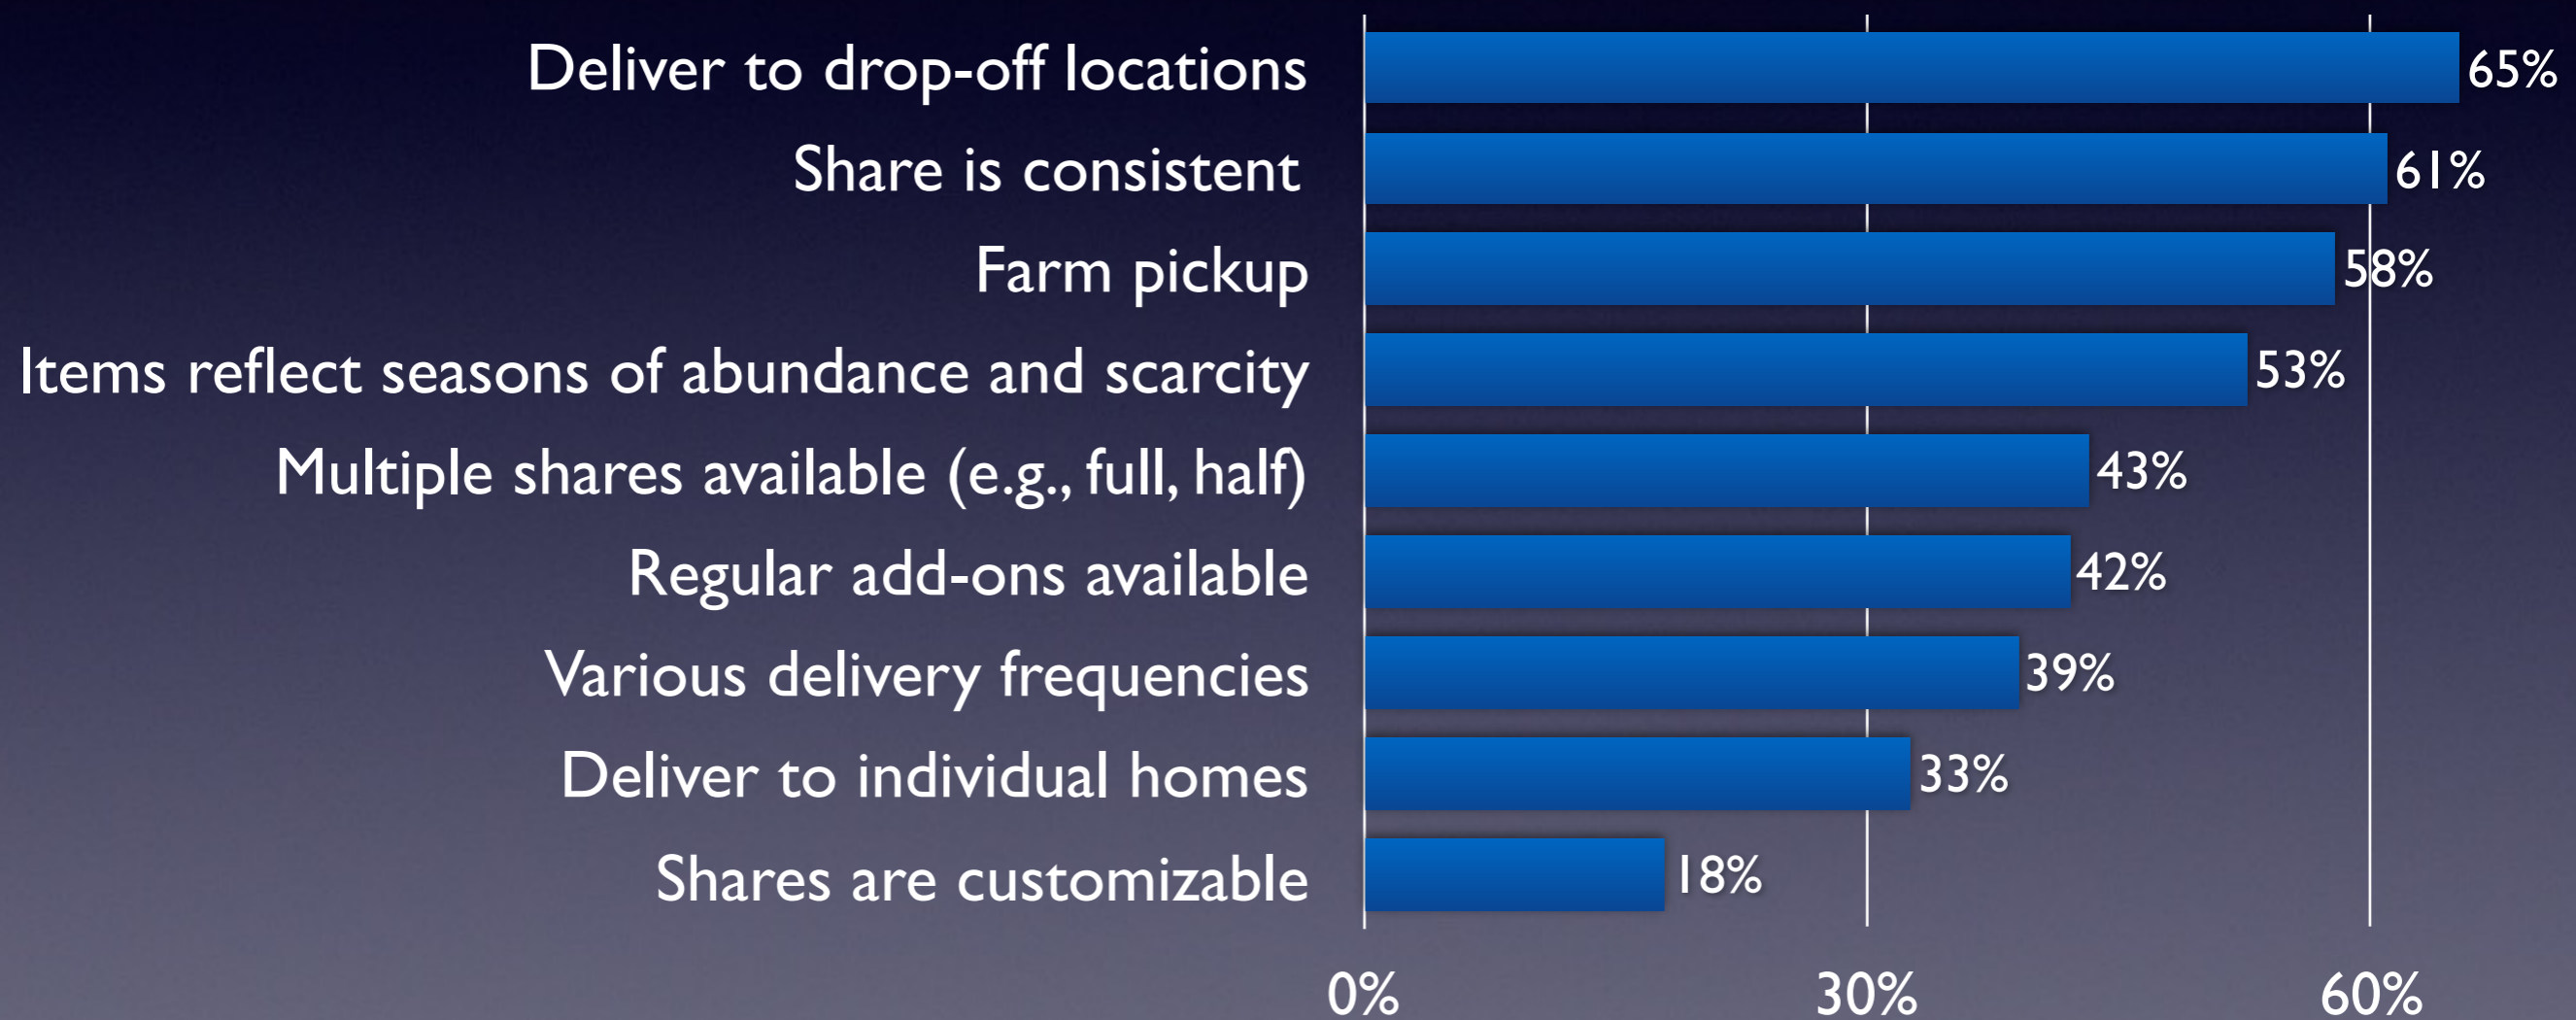 Deliver to drop-off locations 65%
Share is consistent 61%
Farm pickup 58%
Items reflect seasons of abundance and scarcity 53%
Multiple shares available (e.g., full, half) 43%
Regular add-ons available 42%
Various delivery frequencies 39%
Deliver to individual homes 33%
Shares are customizable 18%
0% 30% 60%